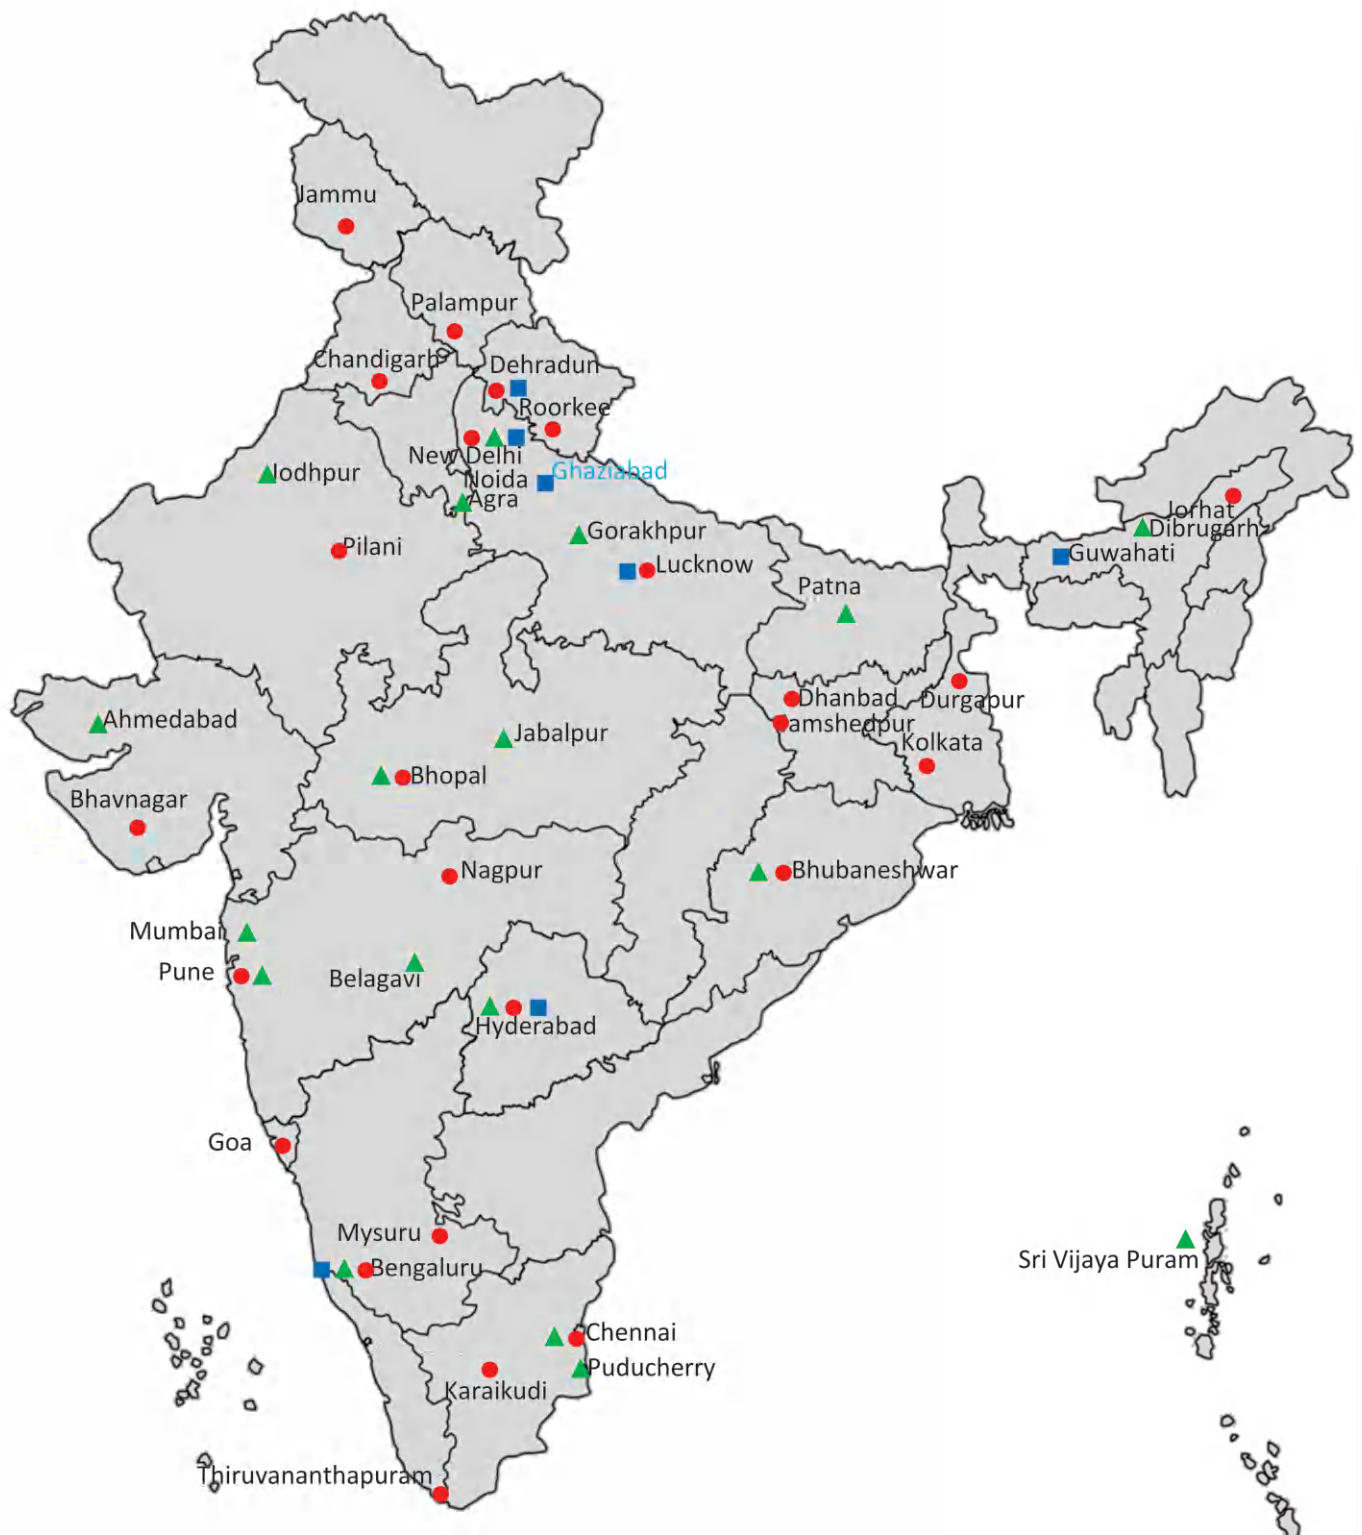 Jammu
Palampur
Chandigarh
Dehradun
Roorkee
New Delhi
Ghaziabad
Noida
Jodhpur
Agra
Jorhat
Dibrugarh
Gorakhpur
Pilani
Guwahati
Lucknow
Patna
Dhanbad
Durgapur
Ahmedabad
Jamshedpur
Jabalpur
Kolkata
Bhopal
Bhavnagar
Nagpur
Bhubaneshwar
Mumbai
Pune
Belagavi
Hyderabad
Goa
Mysuru
Sri Vijaya Puram
Bengaluru
Chennai
Puducherry
Karaikudi
Thiruvananthapuram